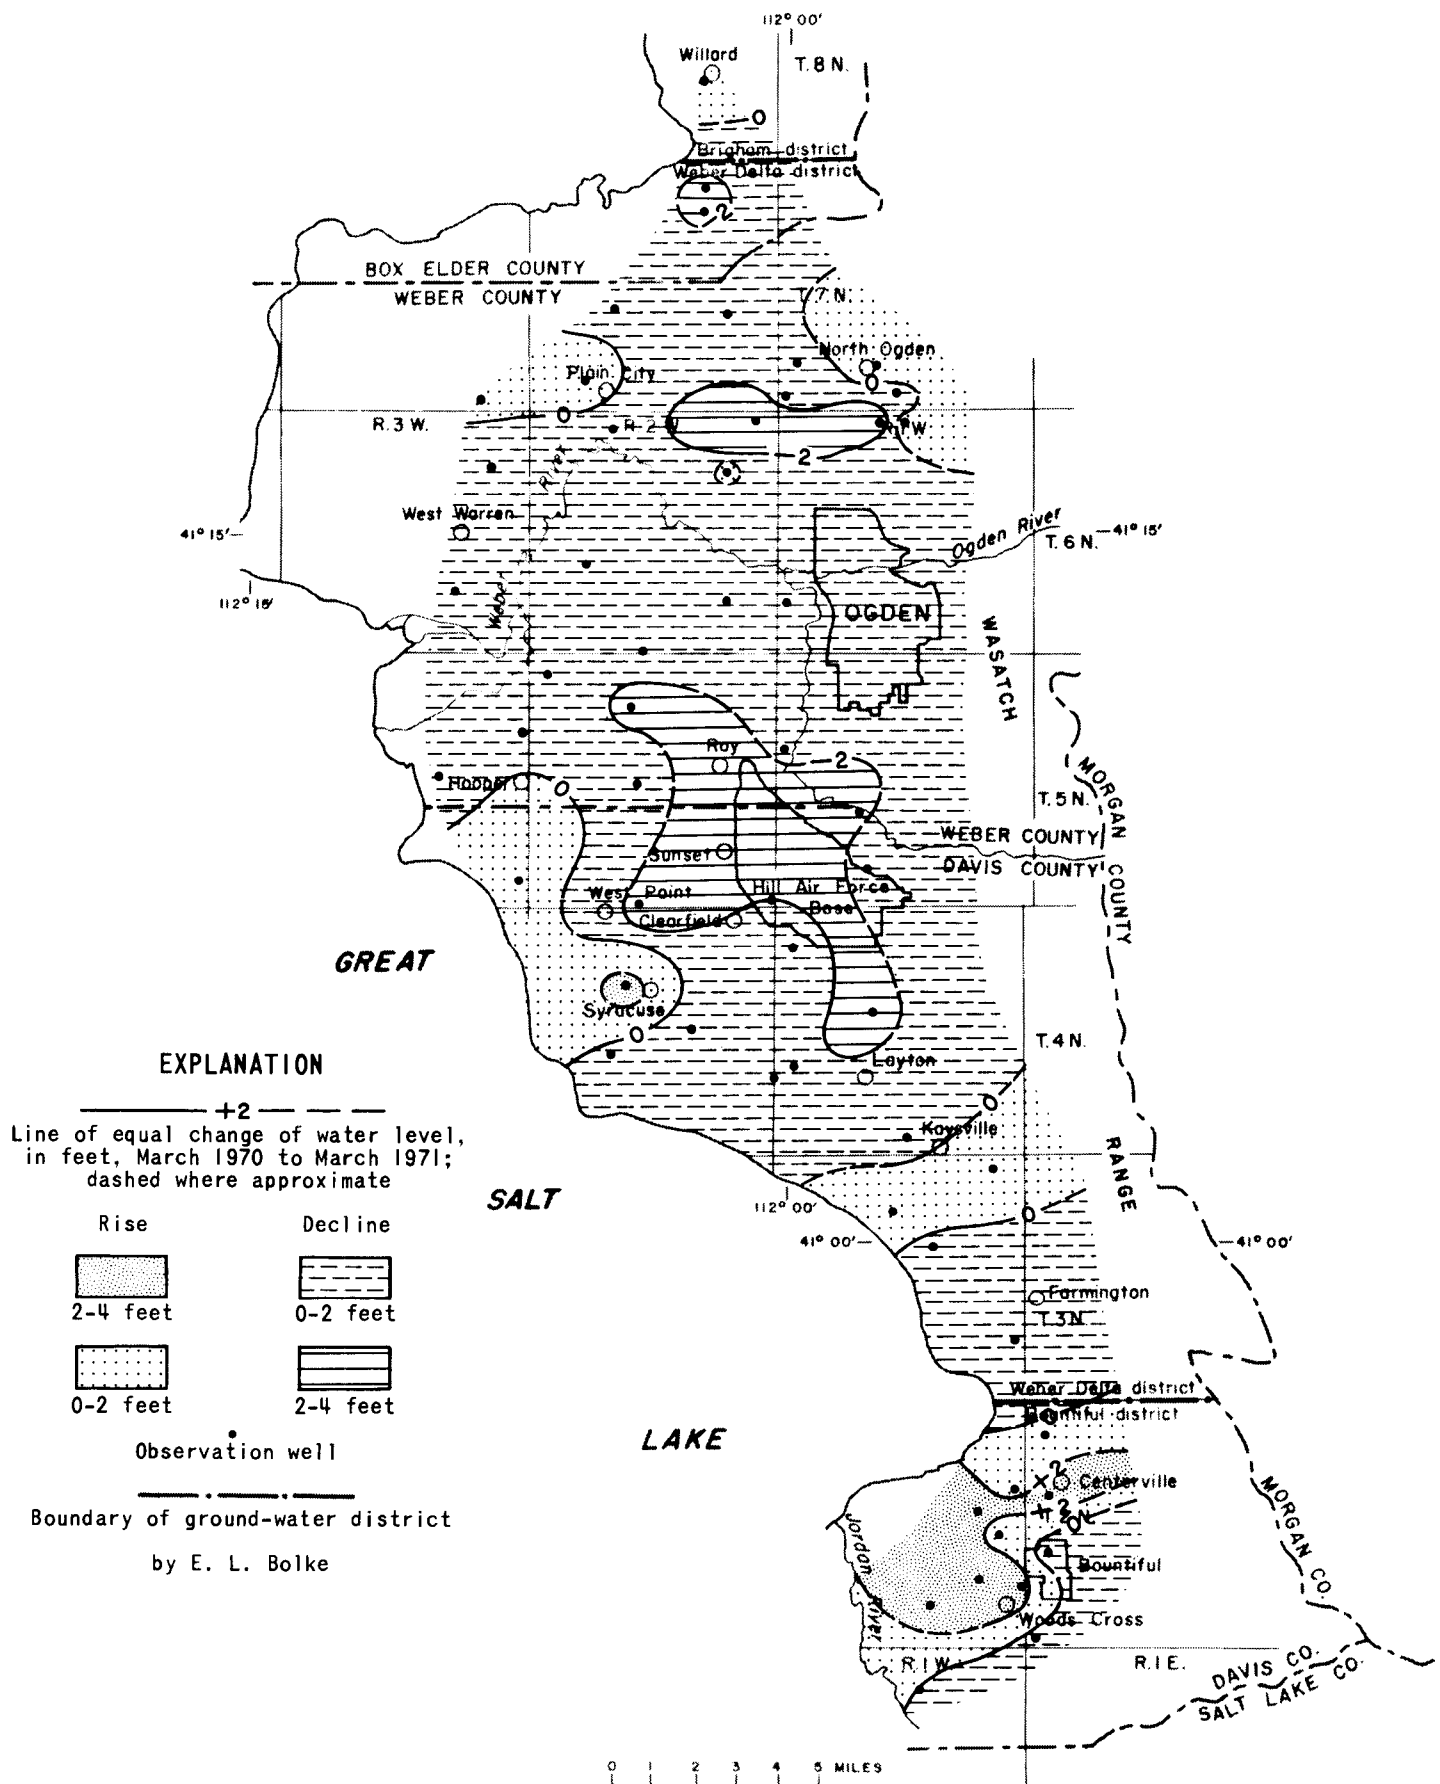 112° 00'
Willard
T. 8 N.
0
Brigham district
Weber Delta district
2
BOX ELDER COUNTY
WEBER COUNTY
T. 7 N.
North Ogden
Plain City
0
0
R. 3 W.
R. 2 W
R. 1 W
2
River
West Warren
41° 15'
Ogden River
T. 6 N.
41° 15'
112° 15'
Weber
OGDEN
WASATCH
Roy
2
Hooper
0
MORGAN COUNTY
T. 5 N.
WEBER COUNTY
DAVIS COUNTY
Sunset
West Point
Hill Air Force
Base
Clearfield
GREAT
Syracuse
0
T. 4 N.
Layton
EXPLANATION
0
+2
Line of equal change of water level,
in feet, March 1970 to March 1971;
dashed where approximate
Kaysville
RANGE
SALT
112° 00'
0
Rise
Decline
41° 00'
41° 00'
2-4 feet
0-2 feet
Farmington
T. 3 N.
0-2 feet
2-4 feet
Weber Delta district
Bountiful district
Observation well
LAKE
+2
Centerville
+2
T. 2 N.
0
Boundary of ground-water district
by E. L. Bolke
Jordan River
Bountiful
MORGAN CO.
Woods Cross
R. 1 W.
R. 1 E.
DAVIS CO.
SALT LAKE CO.
0 1 2 3 4 5 MILES